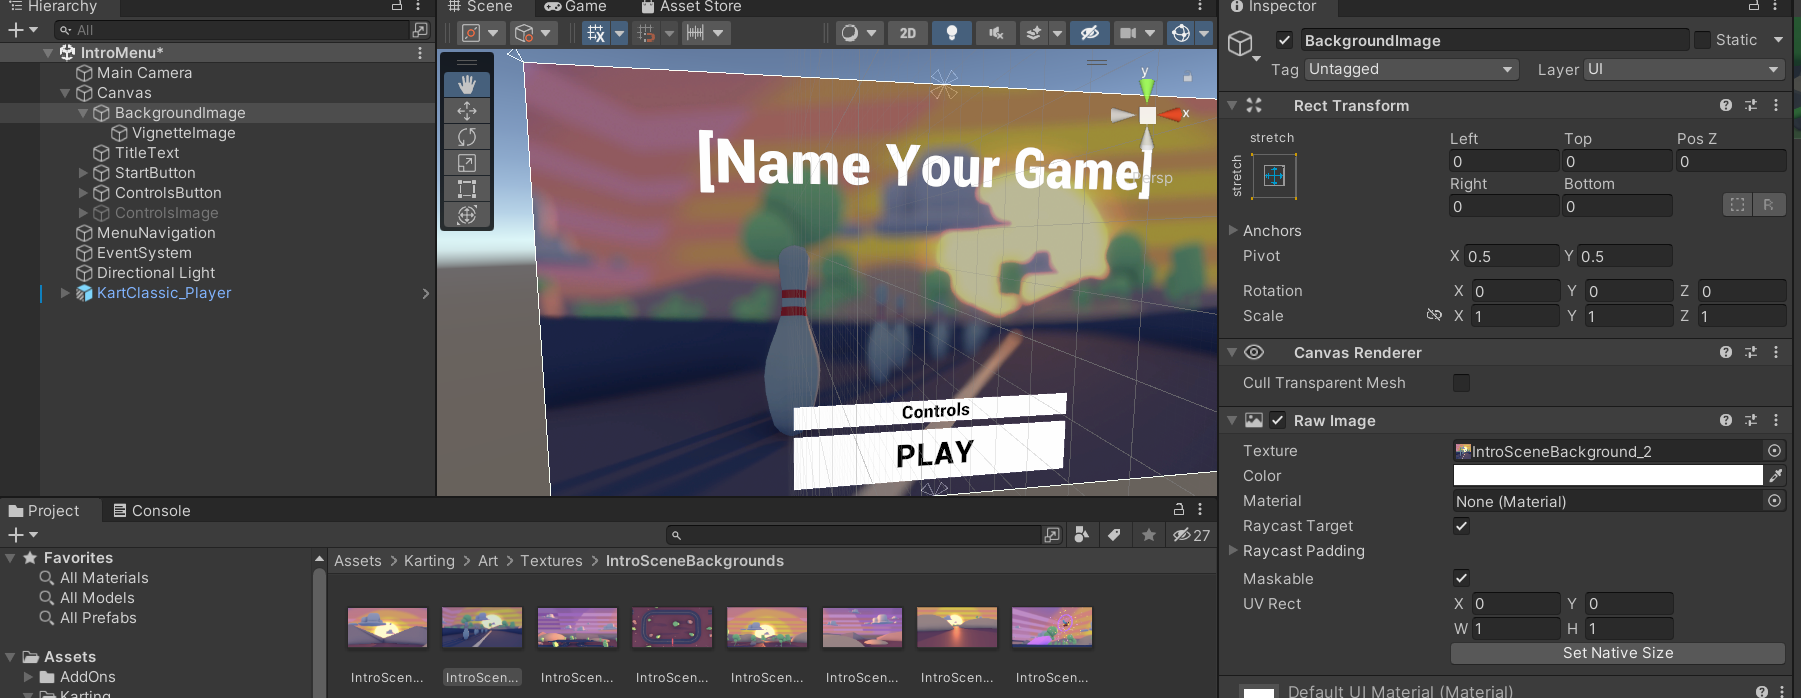 Hierarchy
All
IntroMenu*
Main Camera
Canvas
BackgroundImage
VignetteImage
TitleText
StartButton
ControlsButton
ControlsImage
MenuNavigation
EventSystem
Directional Light
KartClassic_Player
Scene
Game
Asset Store
2D
[Name Your Game]
y
x
Persp
Controls
PLAY
Inspector
BackgroundImage
Static
Tag Untagged
Layer UI
Rect Transform
stretch
stretch
Left Top Pos Z
0 0 0
Right Bottom
0 0
R
Anchors
Pivot X 0.5 Y 0.5
Rotation X 0 Y 0 Z 0
Scale X 1 Y 1 Z 1
Canvas Renderer
Cull Transparent Mesh
Raw Image
Texture IntroSceneBackground_2
Color
Material None (Material)
Raycast Target
Raycast Padding
Maskable
UV Rect X 0 Y 0
W 1 H 1
Set Native Size
Default UI Material (Material)
Project
Console
27
Favorites
All Materials
All Models
All Prefabs
Assets
AddOns
Karting
Assets > Karting > Art > Textures > IntroSceneBackgrounds
IntroScen... IntroScen... IntroScen... IntroScen... IntroScen... IntroScen... IntroScen... IntroScen...